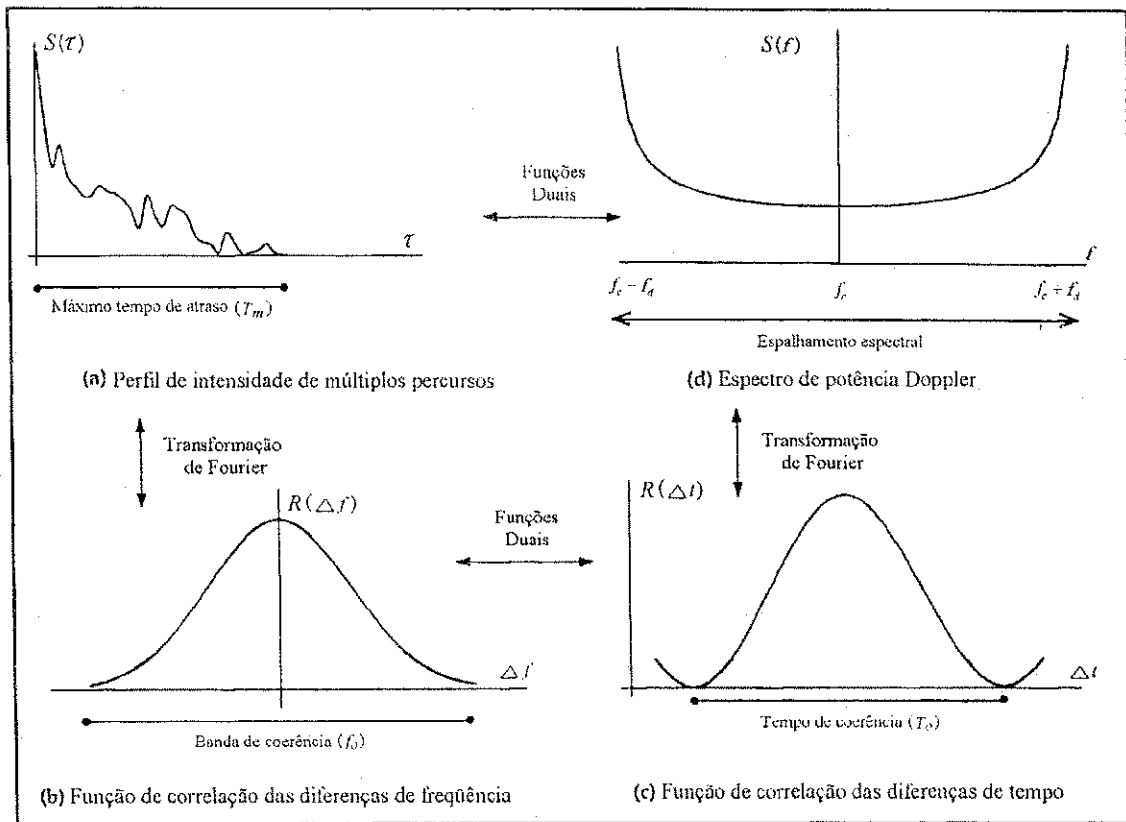 S(τ)
τ
Máximo tempo de atraso (T_m)
(a) Perfil de intensidade de múltiplos percursos
Funções
Duais
S(f)
f
f_c − f_d
f_c
f_c + f_d
Espalhamento espectral
(d) Espectro de potência Doppler
Transformação
de Fourier
Transformação
de Fourier
R(△f)
△f
Banda de coerência (f_0)
(b) Função de correlação das diferenças de freqüência
Funções
Duais
R(△t)
△t
Tempo de coerência (T_0)
(c) Função de correlação das diferenças de tempo